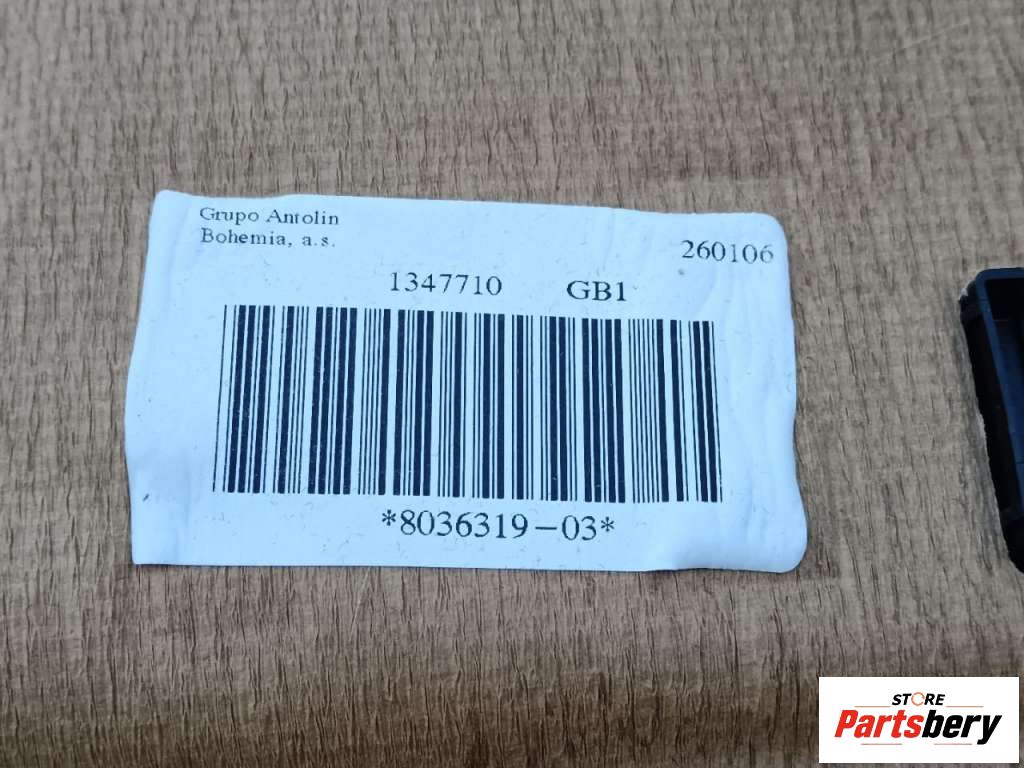 Grupo Antolin
Bohemia, a.s.
260106
1347710 GB1
*8036319-03*
STORE
Partsbery